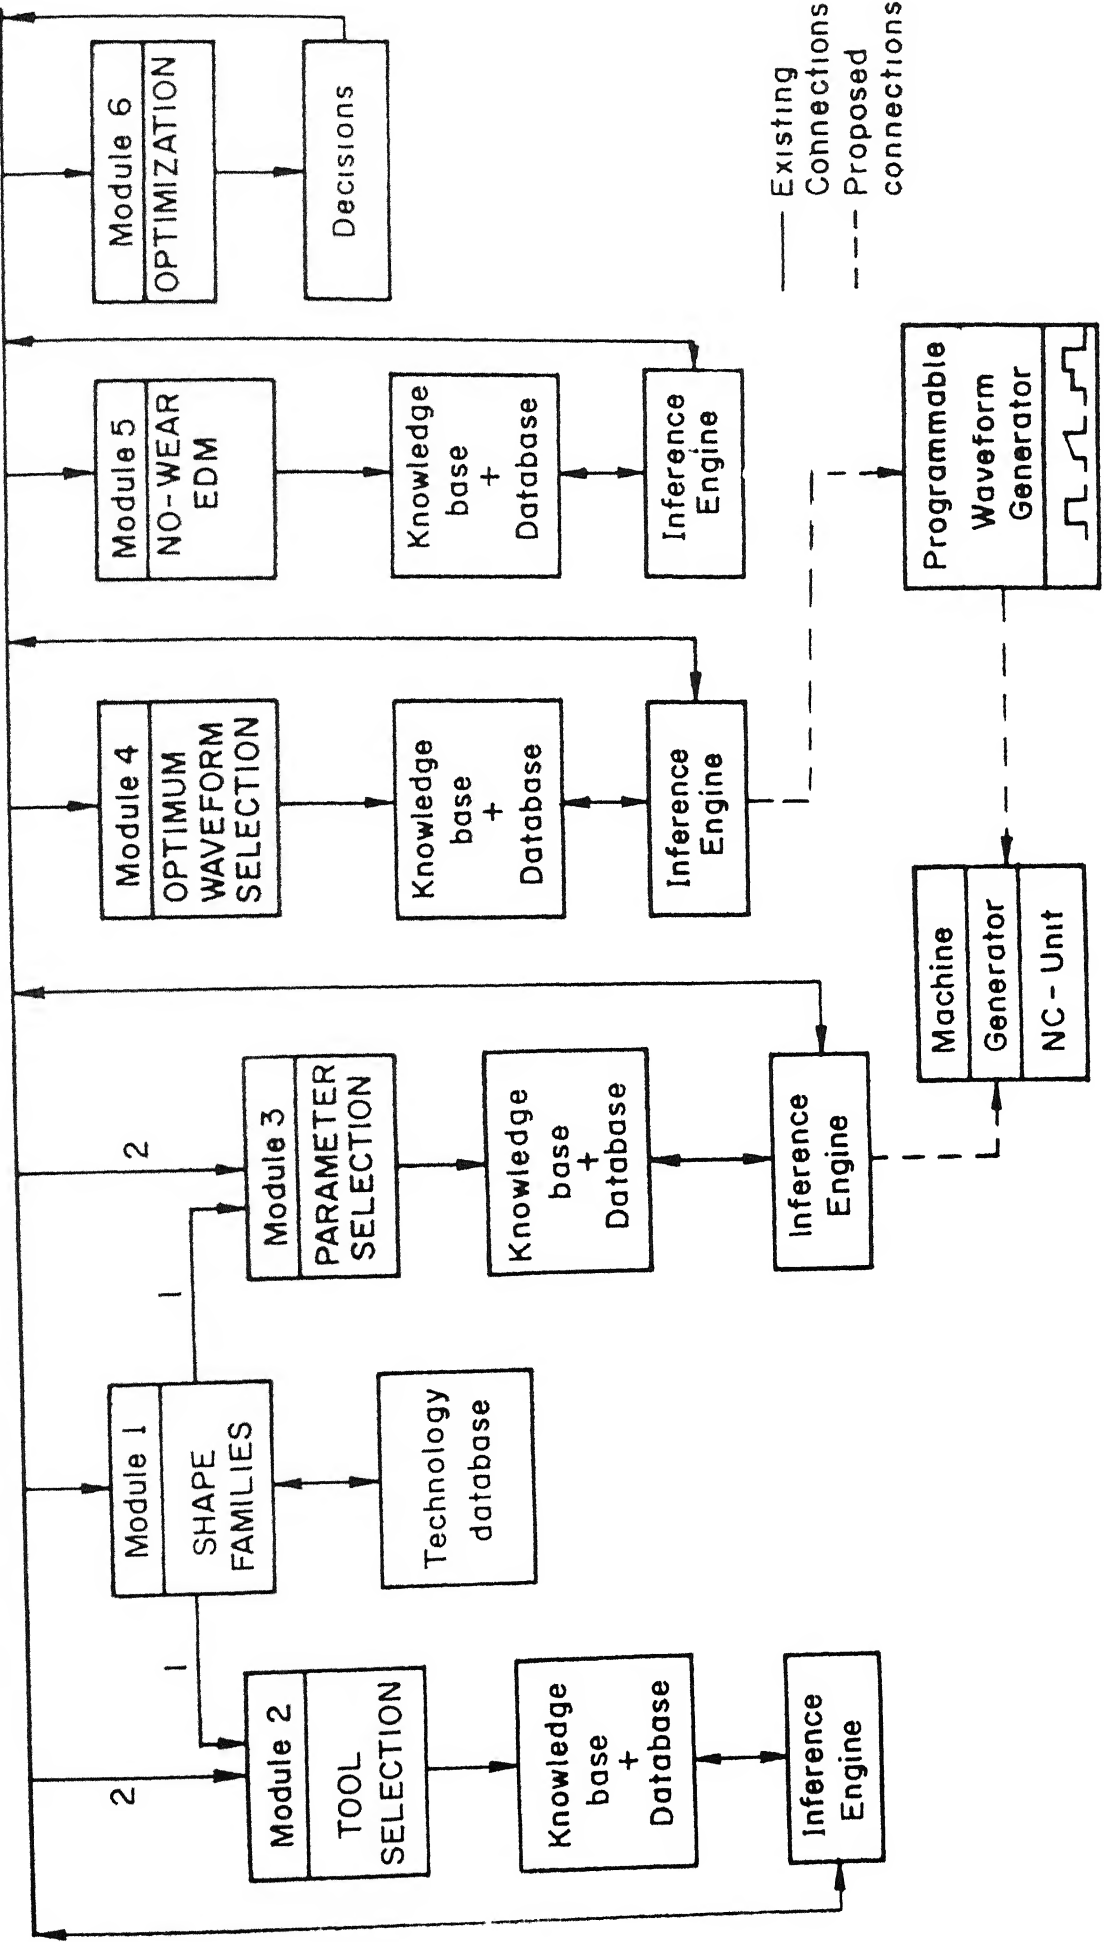 2
1
Module 2
TOOL
SELECTION
Knowledge
base
+
Database
Inference
Engine
Module 1
SHAPE
FAMILIES
Technology
database
1
2
Module 3
PARAMETER
SELECTION
Knowledge
base
+
Database
Inference
Engine
Module 4
OPTIMUM
WAVEFORM
SELECTION
Knowledge
base
+
Database
Inference
Engine
Module 5
NO-WEAR
EDM
Knowledge
base
+
Database
Inference
Engine
Module 6
OPTIMIZATION
Decisions
Machine
Generator
NC-Unit
Programmable
Waveform
Generator
Existing
Connections
Proposed
connections